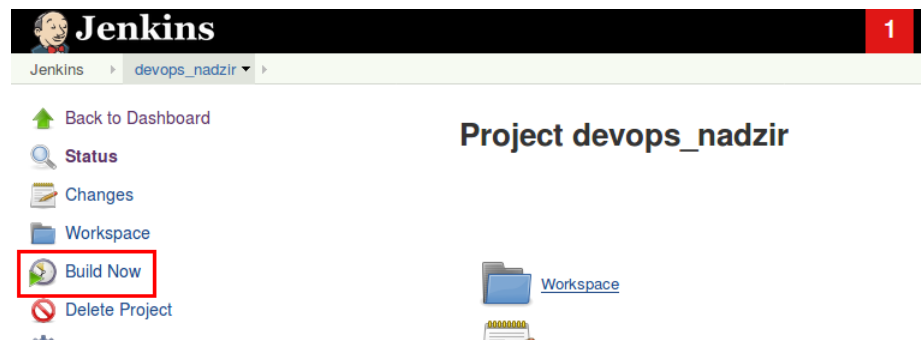 Jenkins
1
Jenkins devops_nadzir
Back to Dashboard
Status
Changes
Workspace
Build Now
Delete Project
Project devops_nadzir
Workspace